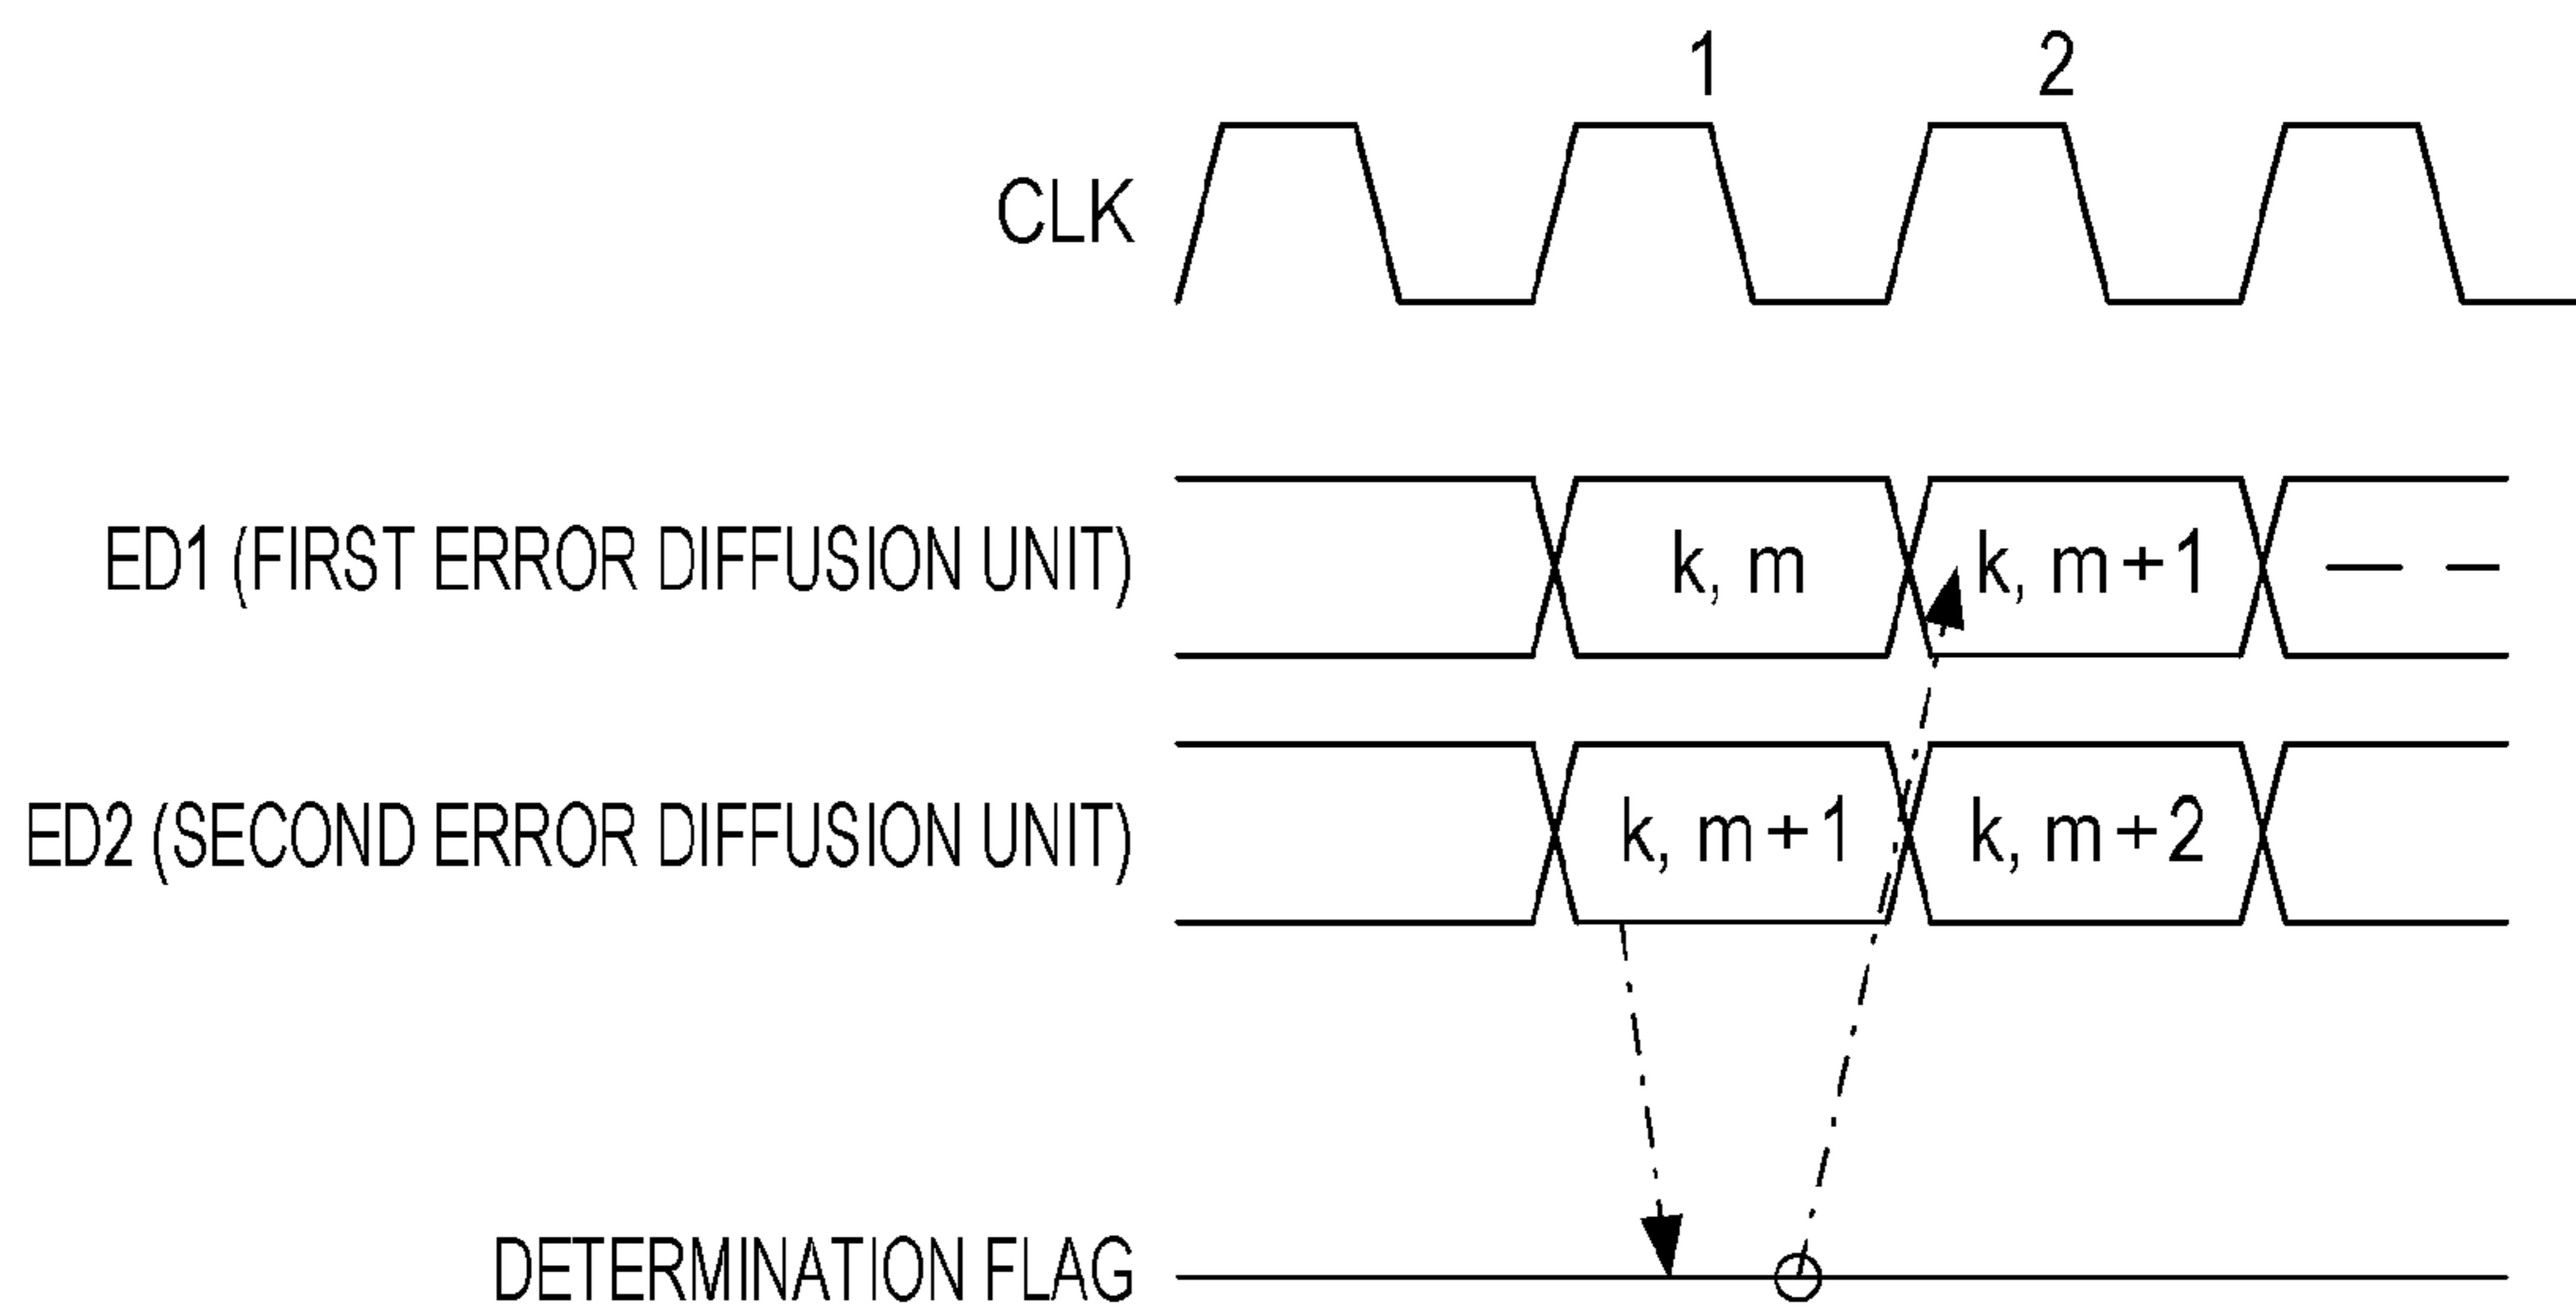 1 2
CLK
ED1 (FIRST ERROR DIFFUSION UNIT) k, m k, m+1
ED2 (SECOND ERROR DIFFUSION UNIT) k, m+1 k, m+2
DETERMINATION FLAG